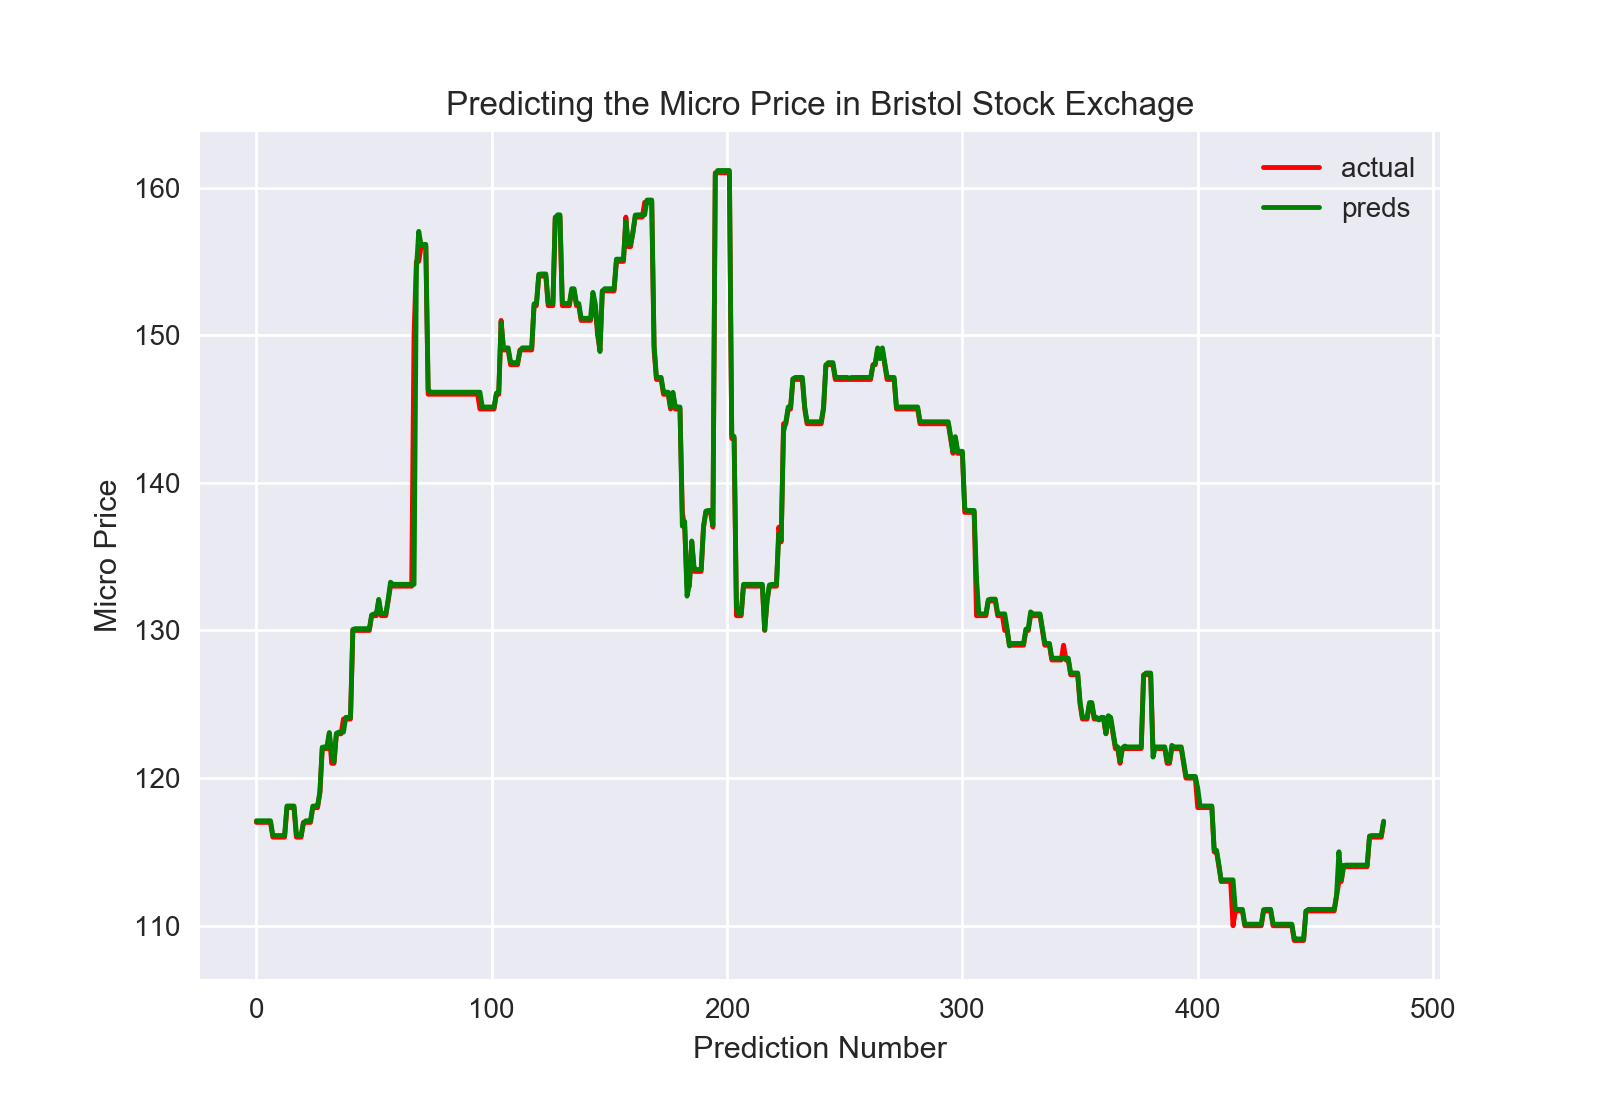 Predicting the Micro Price in Bristol Stock Exchage
actual
preds
Micro Price
160
150
140
130
120
110
0 100 200 300 400 500
Prediction Number